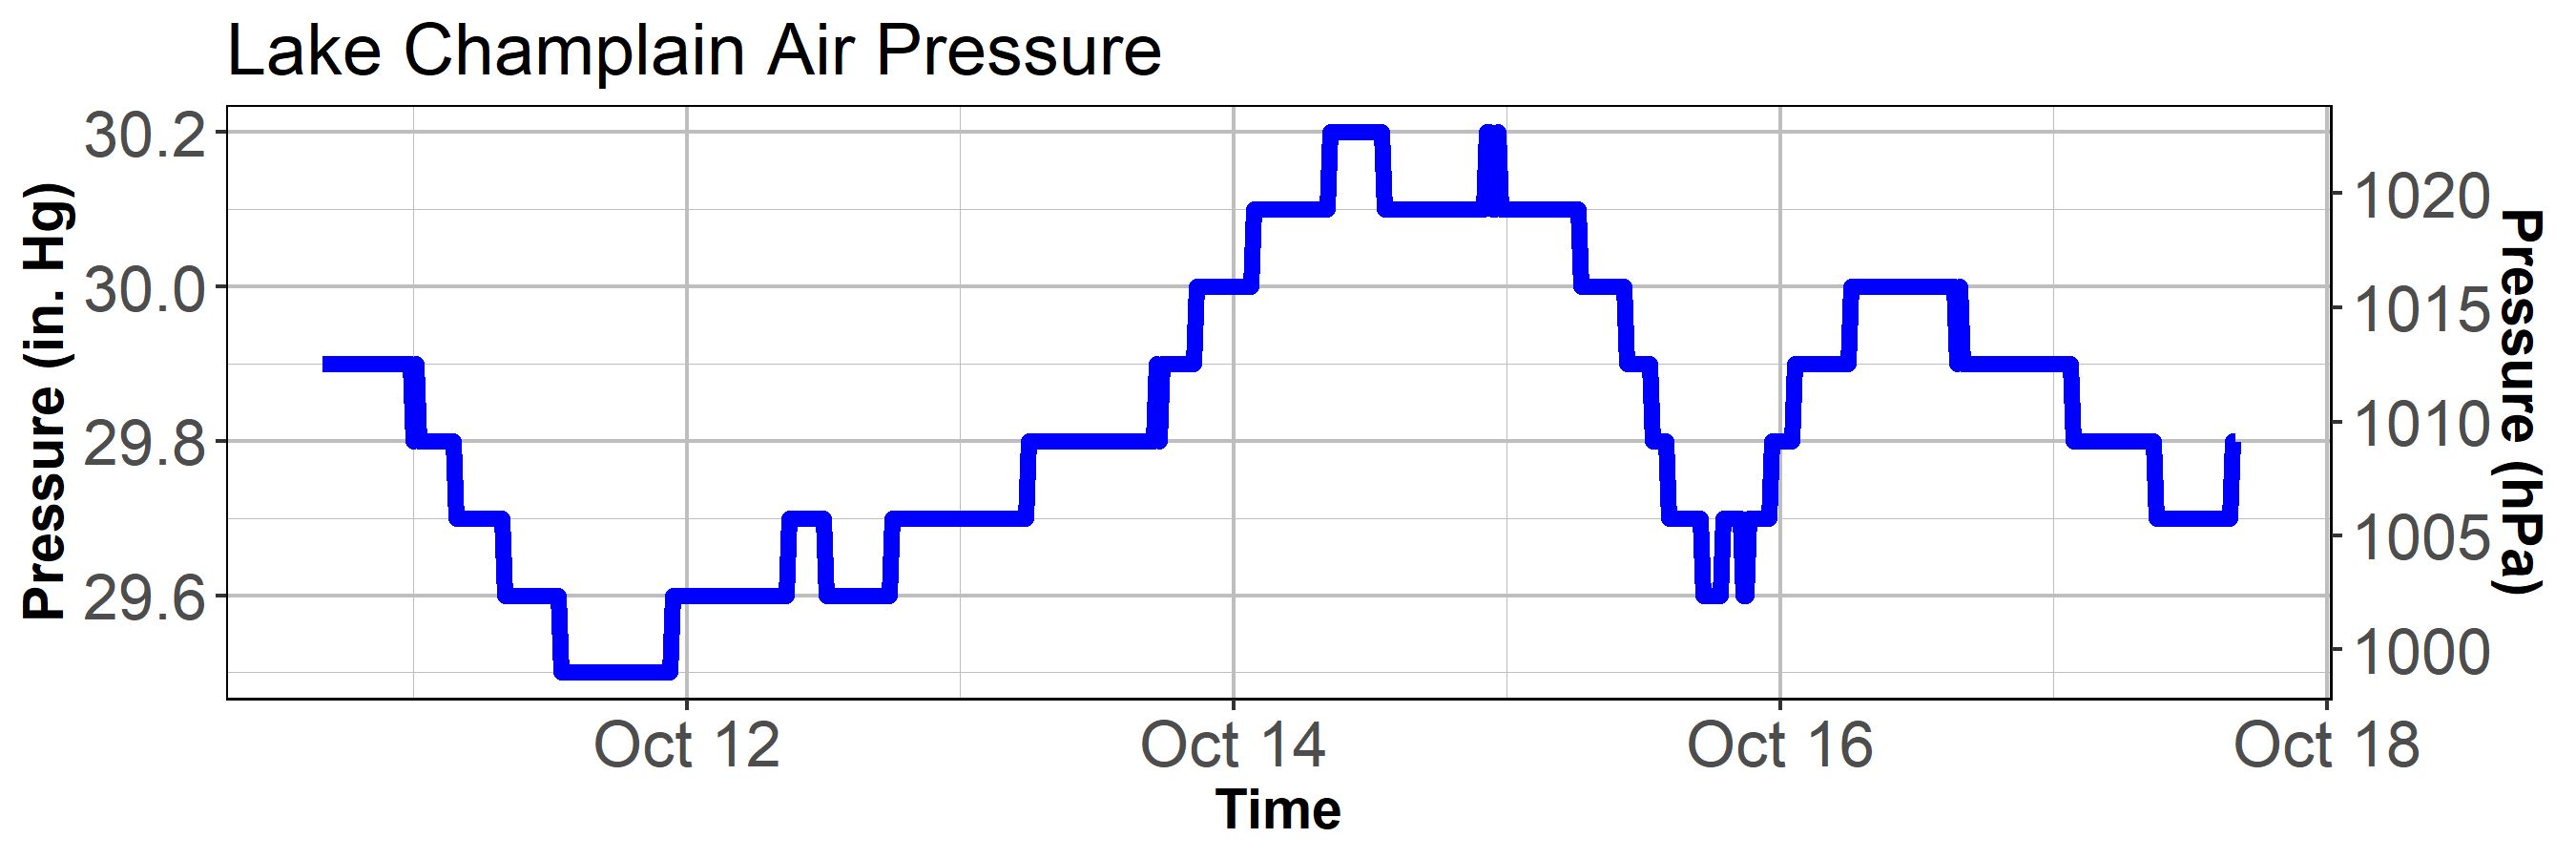 Lake Champlain Air Pressure
Pressure (in. Hg)
30.2
30.0
29.8
29.6
1020
1015
1010
1005
1000
Pressure (hPa)
Oct 12
Oct 14
Oct 16
Oct 18
Time